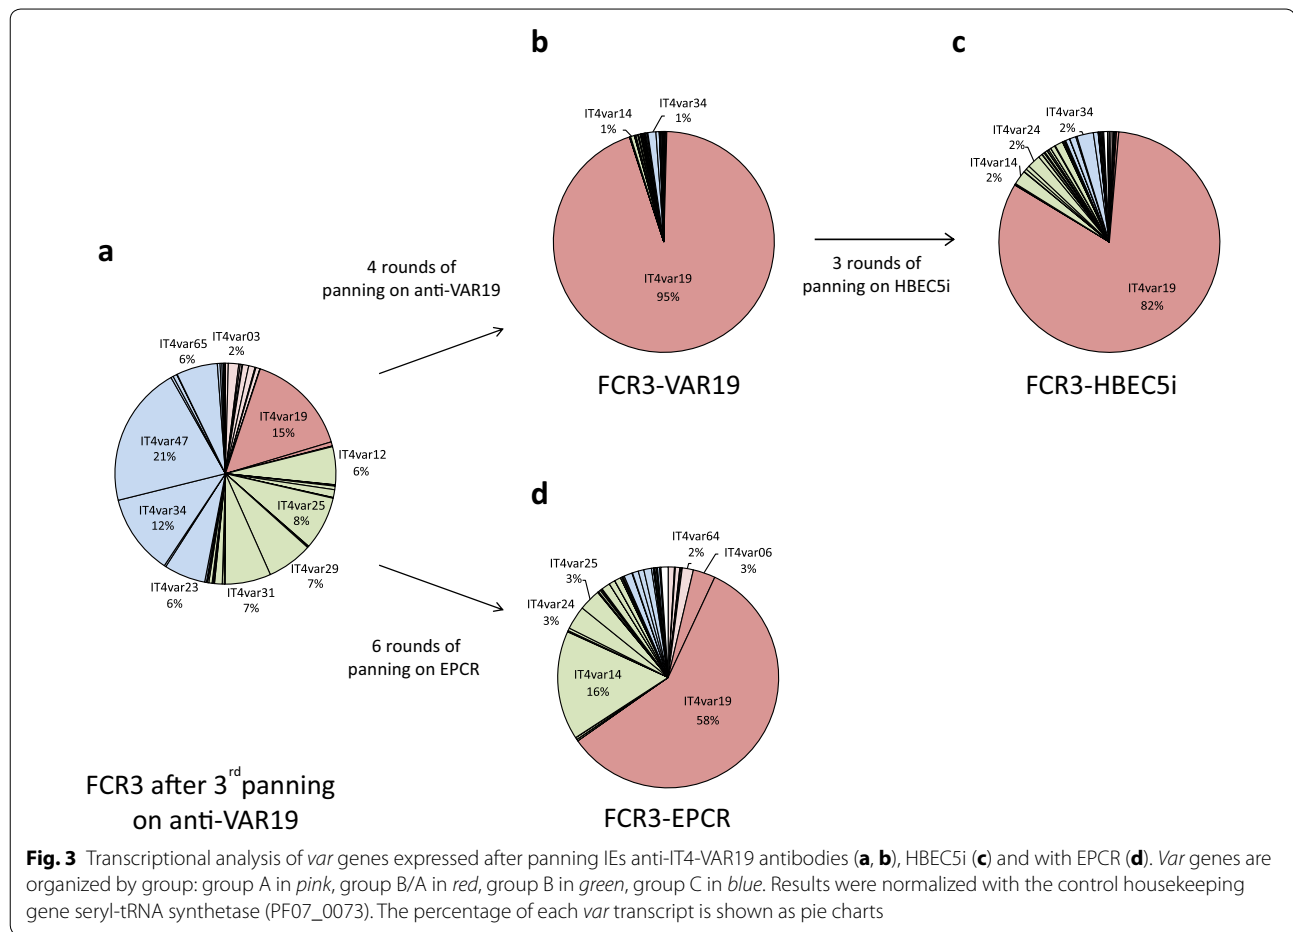 a
IT4var03
2%
IT4var65
6%
IT4var19
15%
IT4var47
21%
IT4var12
6%
IT4var25
8%
IT4var34
12%
IT4var29
7%
IT4var23
6%
IT4var31
7%
FCR3 after 3rd panning
on anti-VAR19
4 rounds of
panning on anti-VAR19
b
IT4var14
1%
IT4var34
1%
IT4var19
95%
FCR3-VAR19
3 rounds of
panning on HBEC5i
c
IT4var34
2%
IT4var24
2%
IT4var14
2%
IT4var19
82%
FCR3-HBEC5i
6 rounds of
panning on EPCR
d
IT4var64
2%
IT4var06
3%
IT4var25
3%
IT4var24
3%
IT4var14
16%
IT4var19
58%
FCR3-EPCR
Fig. 3 Transcriptional analysis of var genes expressed after panning IEs anti-IT4-VAR19 antibodies (a, b), HBEC5i (c) and with EPCR (d). Var genes are
organized by group: group A in pink, group B/A in red, group B in green, group C in blue. Results were normalized with the control housekeeping
gene seryl-tRNA synthetase (PF07_0073). The percentage of each var transcript is shown as pie charts